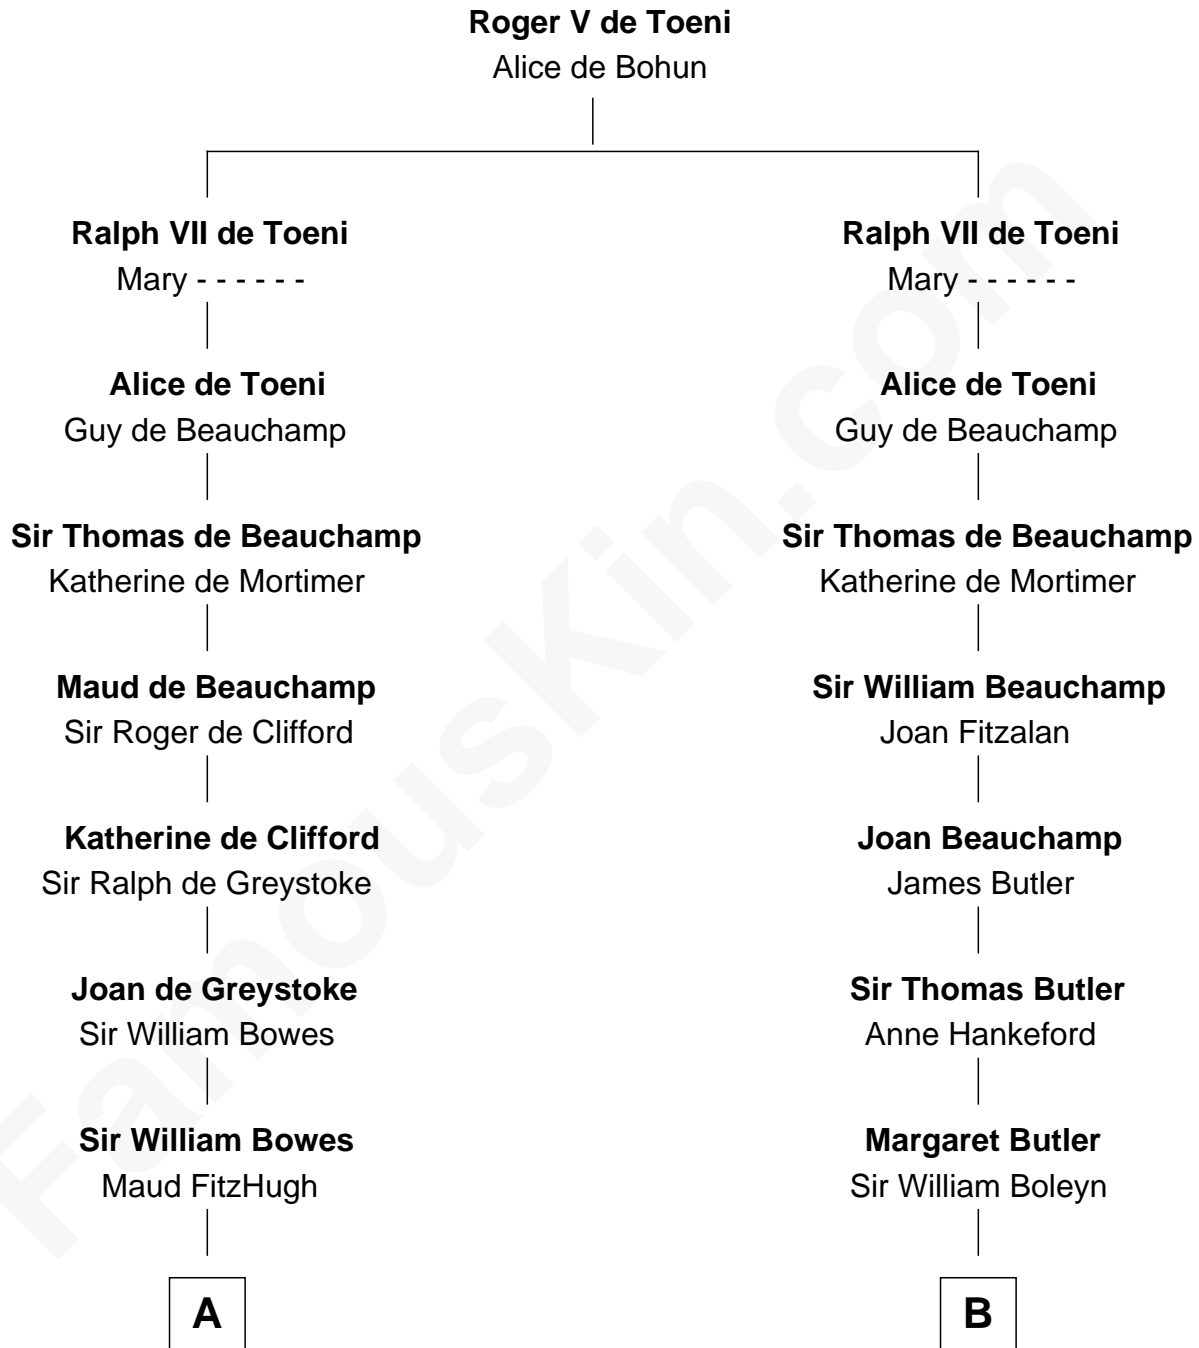 Roger V de Toeni
Alice de Bohun
Ralph VII de Toeni
Mary - - - - - -
Ralph VII de Toeni
Mary - - - - - -
Alice de Toeni
Guy de Beauchamp
Alice de Toeni
Guy de Beauchamp
Sir Thomas de Beauchamp
Katherine de Mortimer
Sir Thomas de Beauchamp
Katherine de Mortimer
Maud de Beauchamp
Sir Roger de Clifford
Sir William Beauchamp
Joan Fitzalan
Katherine de Clifford
Sir Ralph de Greystoke
Joan Beauchamp
James Butler
Joan de Greystoke
Sir William Bowes
Sir Thomas Butler
Anne Hankeford
Sir William Bowes
Maud FitzHugh
Margaret Butler
Sir William Boleyn
A
B
FamousKin.com